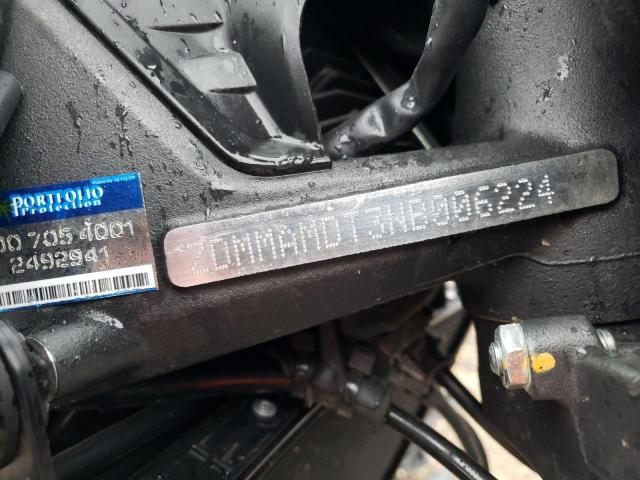 PORTFOLIO
Protection
00 705 4001
2492941
ZDMMAMDT3NB006224